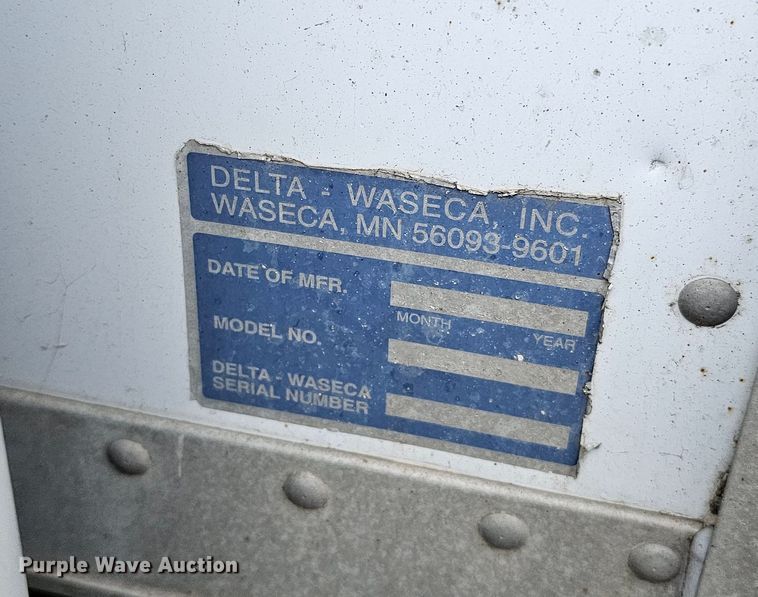 DELTA - WASECA, INC.
WASECA, MN 56093-9601
DATE OF MFR.
MONTH YEAR
MODEL NO.
DELTA - WASECA
SERIAL NUMBER
Purple Wave Auction